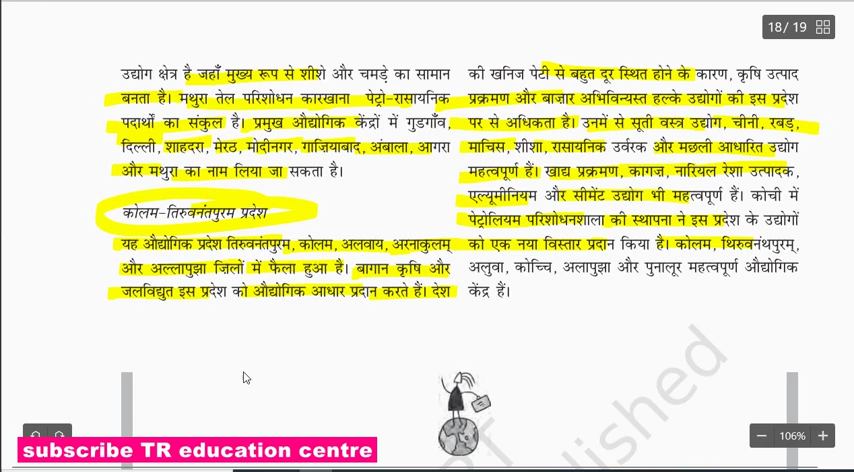 18 / 19
उद्योग क्षेत्र है जहाँ मुख्य रूप से शीशे और चमड़े का सामान
बनता है। मथुरा तेल परिशोधन कारखाना पेट्रो-रासायनिक
पदार्थों का संकुल है। प्रमुख औद्योगिक केंद्रों में गुडगाँव,
दिल्ली, शाहदरा, मेरठ, मोदीनगर, गाज़ियाबाद, अंबाला, आगरा
और मथुरा का नाम लिया जा सकता है।
कोलम-तिरुवनंतपुरम प्रदेश
यह औद्योगिक प्रदेश तिरुवनंतपुरम, कोलम, अलवाय, अरनाकुलम्
और अल्लापुझा जिलों में फैला हुआ है। बागान कृषि और
जलविद्युत इस प्रदेश को औद्योगिक आधार प्रदान करते हैं। देश
की खनिज पेटी से बहुत दूर स्थित होने के कारण, कृषि उत्पाद
प्रक्रमण और बाज़ार अभिविन्यस्त हल्के उद्योगों की इस प्रदेश
पर से अधिकता है। उनमें से सूती वस्त्र उद्योग, चीनी, रबड़,
माचिस, शीशा, रासायनिक उर्वरक और मछली आधारित उद्योग
महत्वपूर्ण हैं। खाद्य प्रक्रमण, कागज़, नारियल रेशा उत्पादक,
एल्यूमीनियम और सीमेंट उद्योग भी महत्वपूर्ण हैं। कोची में
पेट्रोलियम परिशोधनशाला की स्थापना ने इस प्रदेश के उद्योगों
को एक नया विस्तार प्रदान किया है। कोलम, थिरुवनंथपुरम्,
अलुवा, कोच्चि, अलापुझा और पुनालूर महत्वपूर्ण औद्योगिक
केंद्र हैं।
106%
subscribe TR education centre